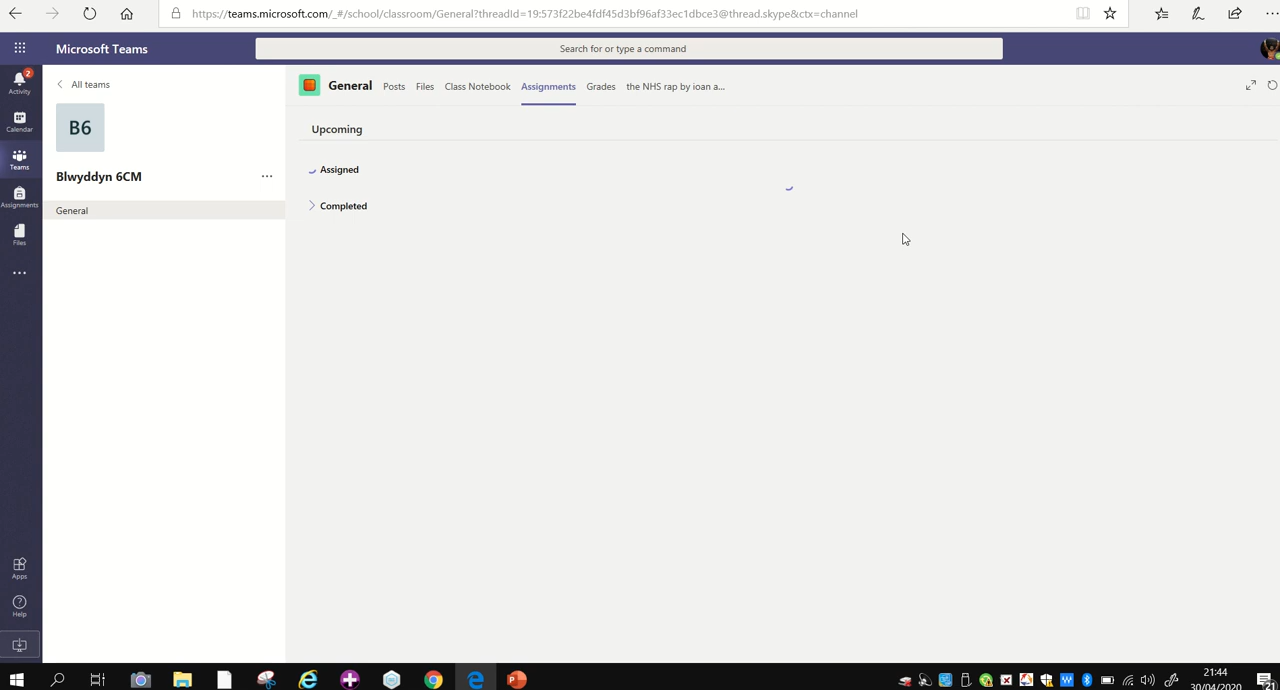 https://teams.microsoft.com/_#/school/classroom/General?threadId=19:573f22be4fdf45d3bf96af33ec1dbce3@thread.skype&ctx=channel
Microsoft Teams
Search for or type a command
2
Activity
Calendar
Teams
Assignments
Files
Apps
Help
All teams
B6
Blwyddyn 6CM
General
General Posts Files Class Notebook Assignments Grades the NHS rap by ioan a...
Upcoming
Assigned
Completed
21:44
30/04/2020
21